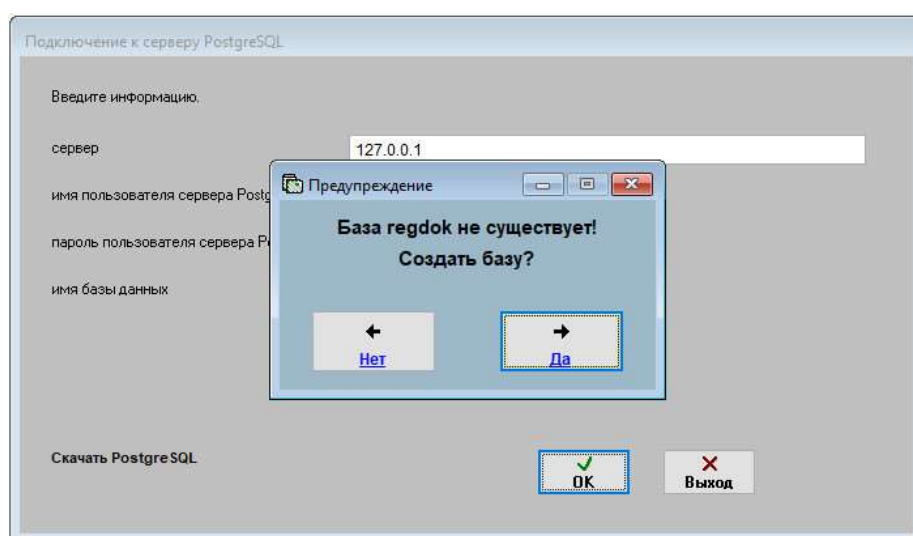 Подключение к серверу PostgreSQL
Введите информацию.
сервер
127.0.0.1
Предупреждение
имя пользователя сервера Postg
База regdok не существует!
пароль пользователя сервера Po
Создать базу?
имя базы данных
Нет
Да
Скачать PostgreSQL
OK
Выход